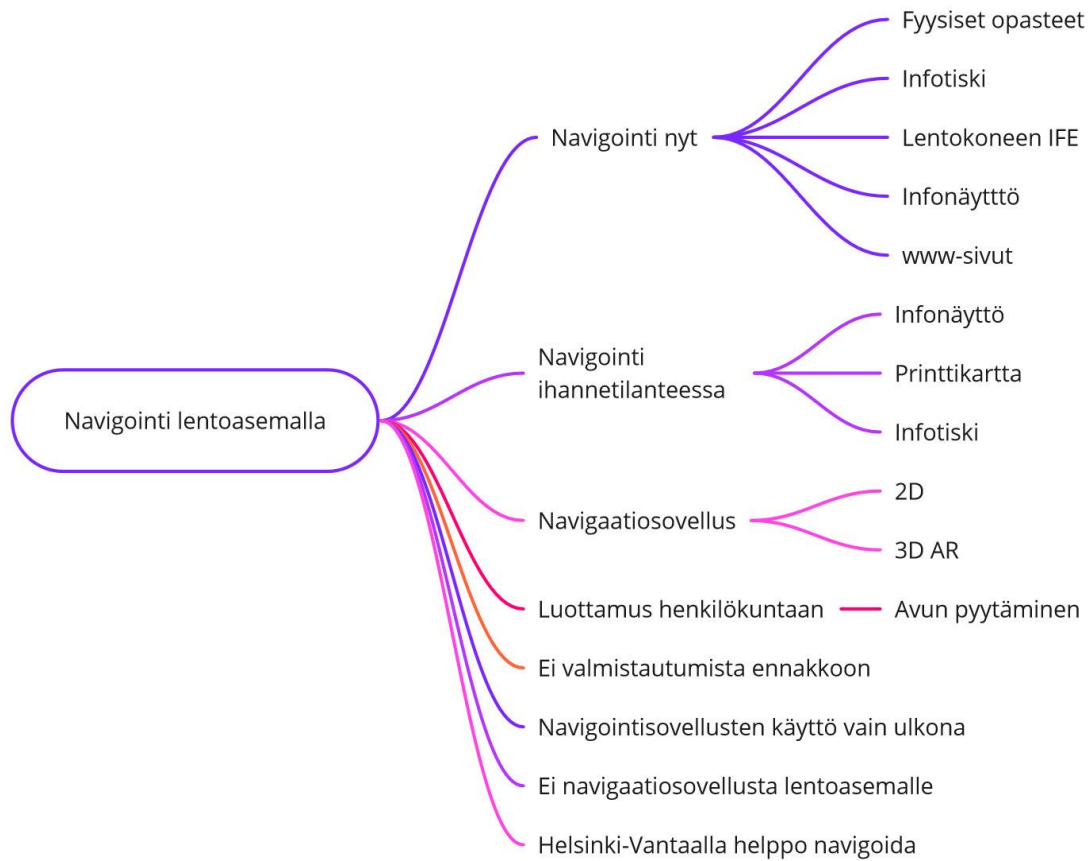 Navigointi lentoasemalla
Navigointi nyt
Fyysiset opasteet
Infotiski
Lentokoneen IFE
Infonäytttö
www-sivut
Navigointi
ihannetilanteessa
Infonäyttö
Printtikartta
Infotiski
Navigaatiosovellus
2D
3D AR
Luottamus henkilökuntaan
Avun pyytäminen
Ei valmistautumista ennakkoon
Navigointisovellusten käyttö vain ulkona
Ei navigaatiosovellusta lentoasemalle
Helsinki-Vantaalla helppo navigoida